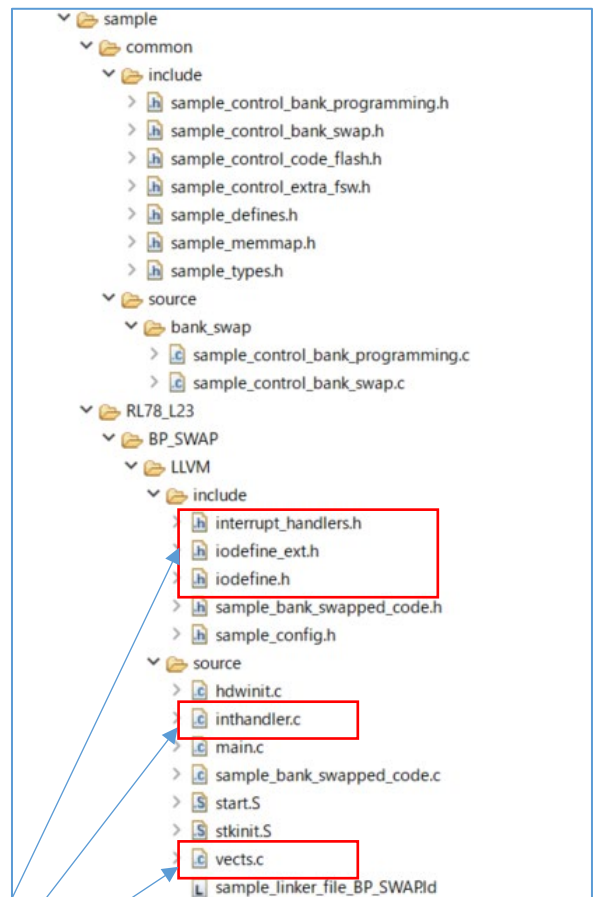 sample
common
include
sample_control_bank_programming.h
sample_control_bank_swap.h
sample_control_code_flash.h
sample_control_extra_fsw.h
sample_defines.h
sample_memmap.h
sample_types.h
source
bank_swap
sample_control_bank_programming.c
sample_control_bank_swap.c
RL78_L23
BP_SWAP
LLVM
include
interrupt_handlers.h
iodefine_ext.h
iodefine.h
sample_bank_swapped_code.h
sample_config.h
source
hdwinit.c
inthandler.c
main.c
sample_bank_swapped_code.c
start.S
stkinit.S
vects.c
sample_linker_file_BP_SWAP.ld